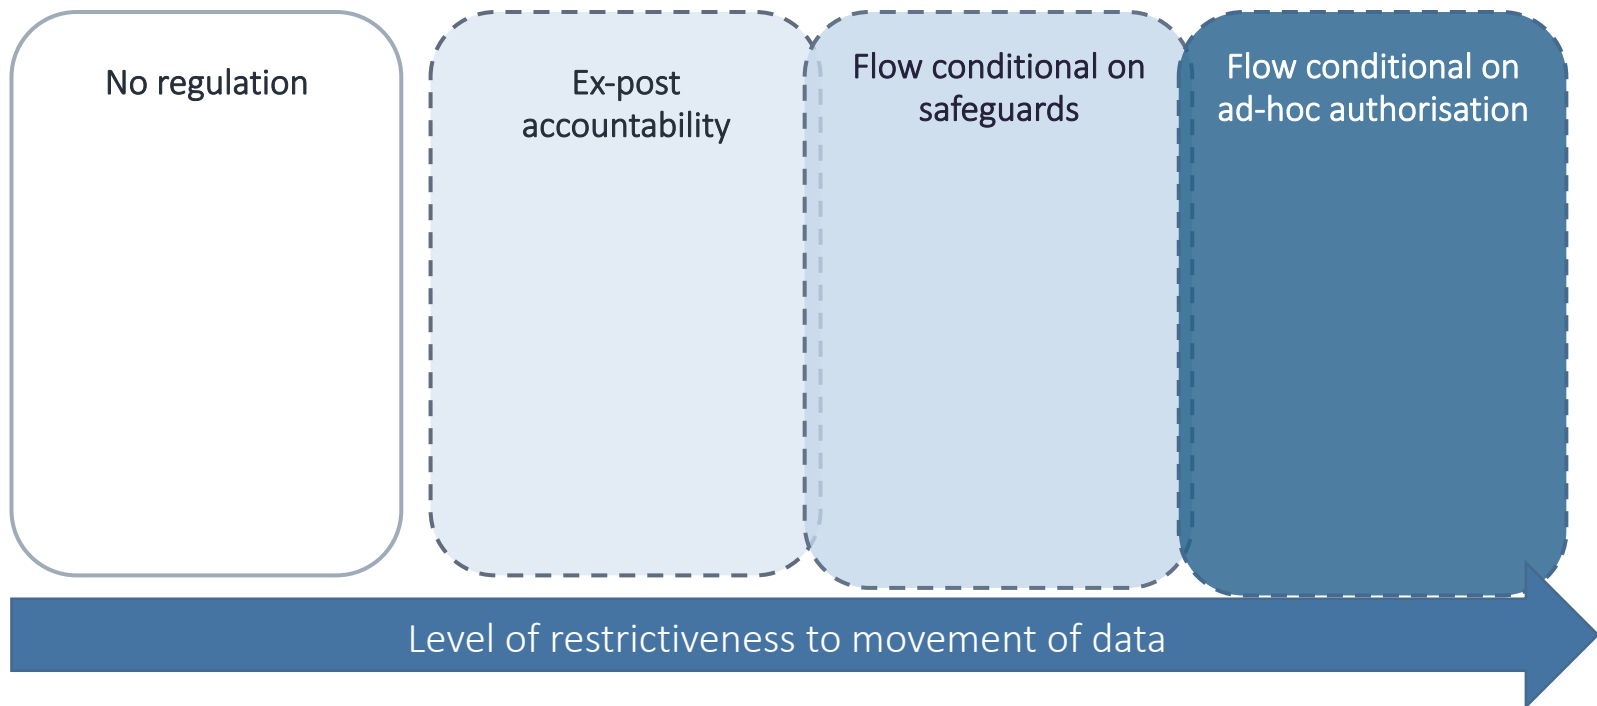 No regulation
Ex-post
accountability
Flow conditional on
safeguards
Flow conditional on
ad-hoc authorisation
Level of restrictiveness to movement of data